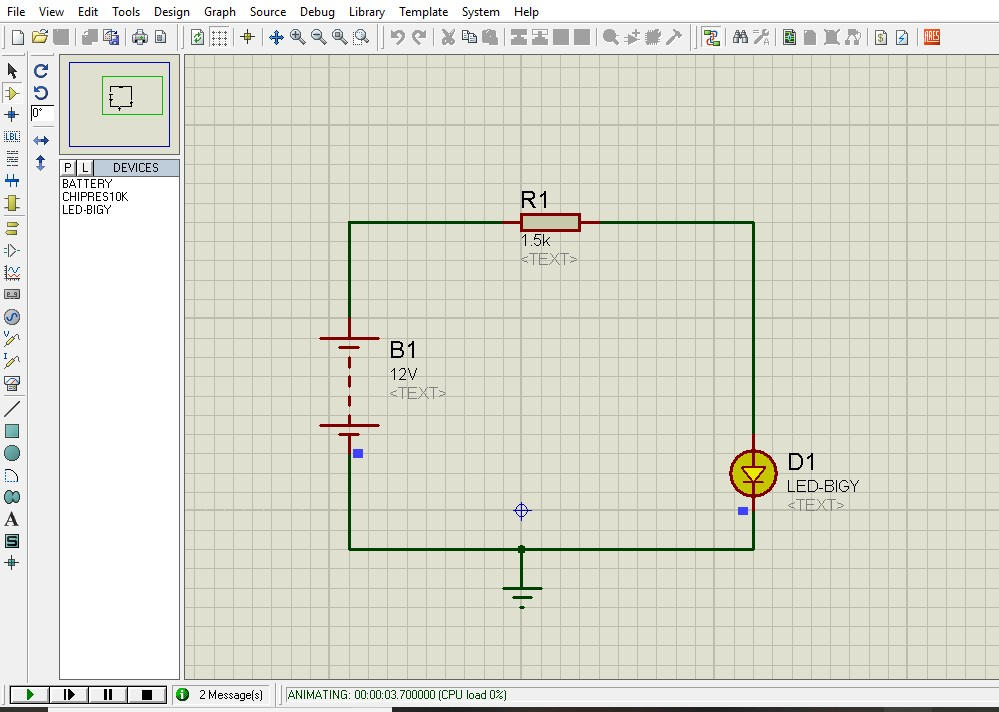 File View Edit Tools Design Graph Source Debug Library Template System Help
ARES
0°
LBL
P L DEVICES
BATTERY
CHIPRES10K
LED-BIGY
R1
1.5k
<TEXT>
B1
12V
<TEXT>
D1
LED-BIGY
<TEXT>
A
S
2 Message(s) ANIMATING: 00:00:03.700000 (CPU load 0%)